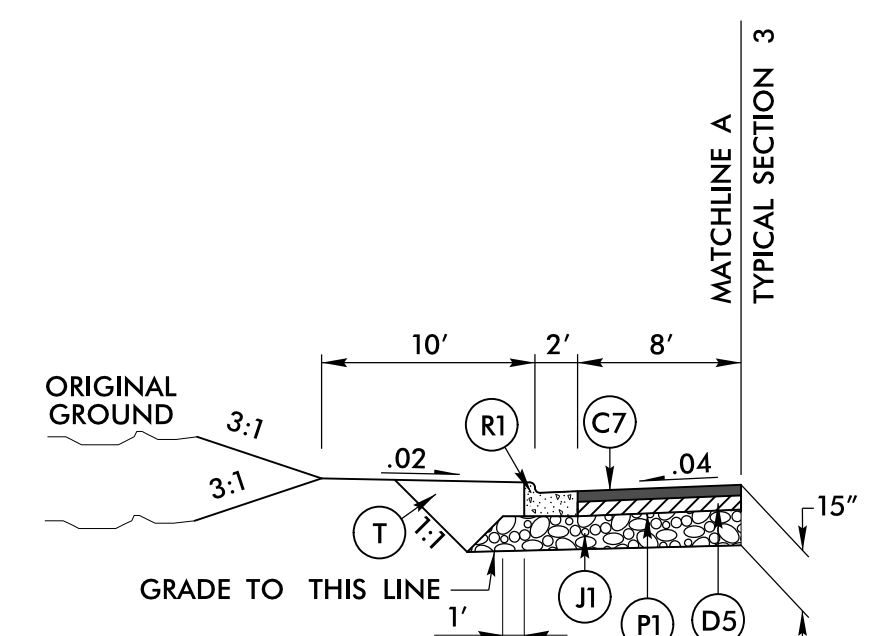 MATCHLINE A
TYPICAL SECTION 3
10' 2' 8'
ORIGINAL
GROUND
3:1
R1
C7
.02
.04
3:1
15"
T
1:1
GRADE TO THIS LINE
J1
P1
D5
1'